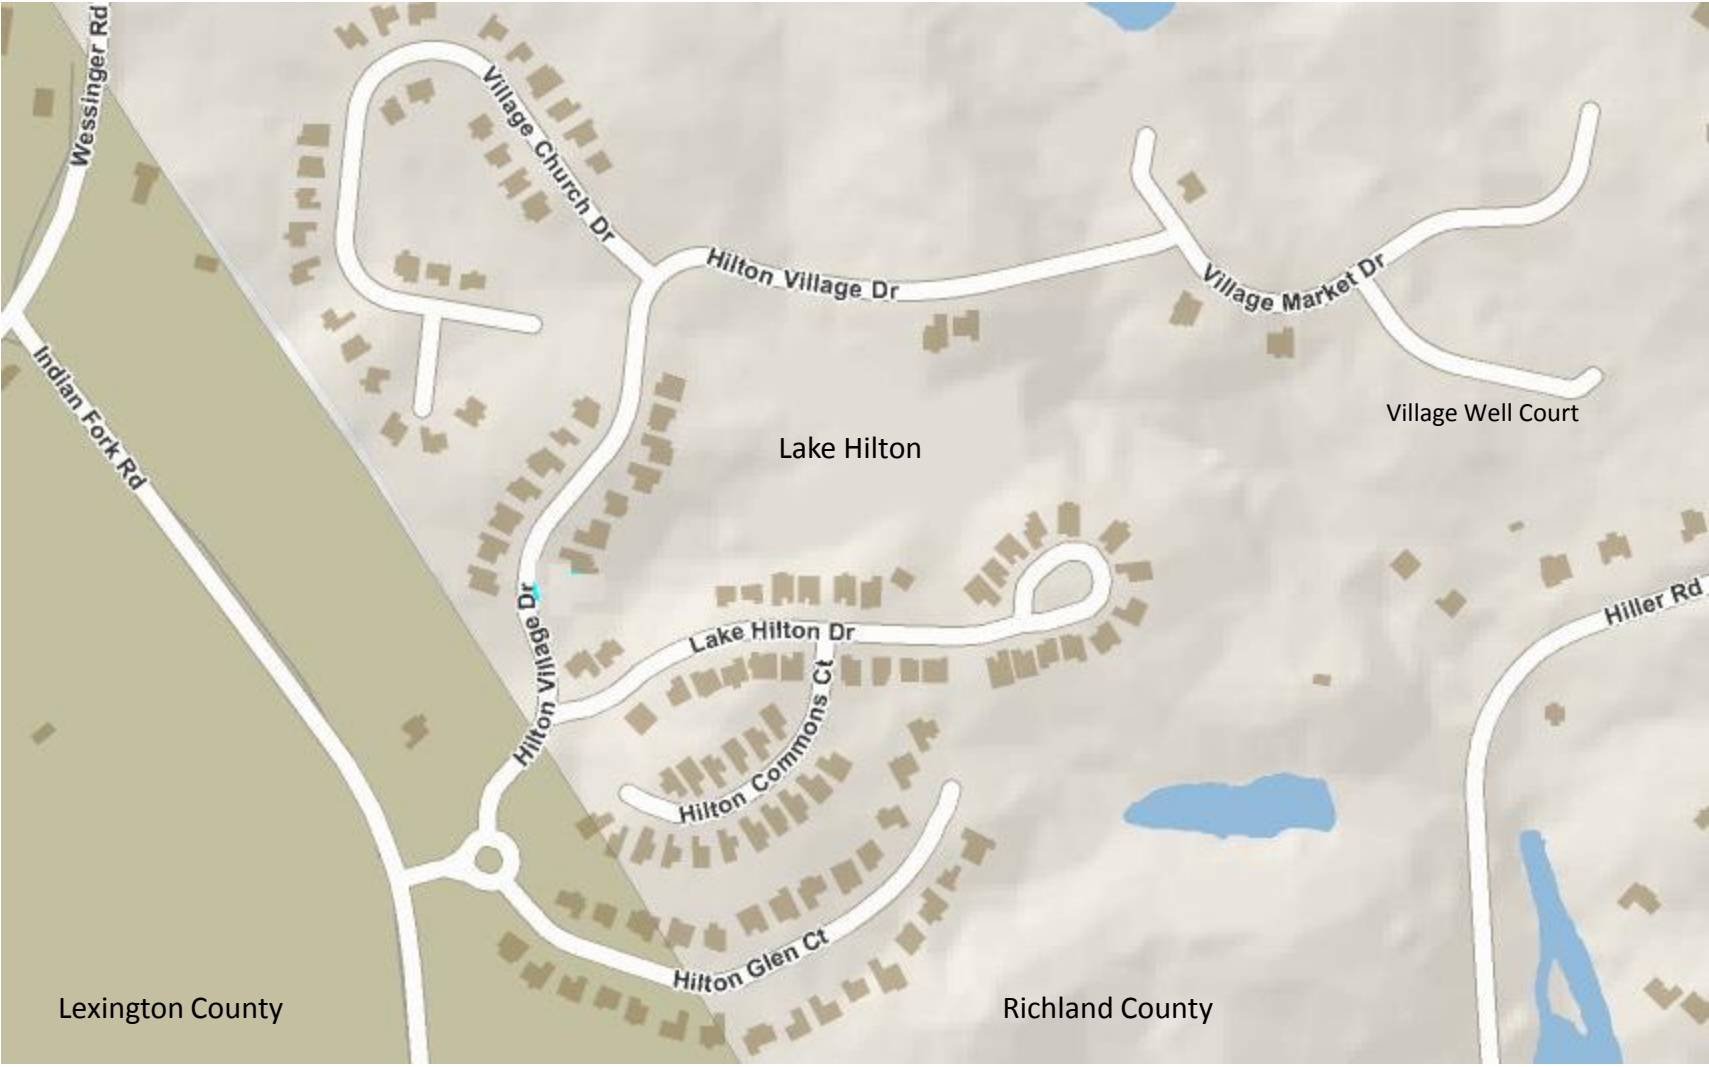 Wessinger Rd
Village Church Dr
Hilton Village Dr
Village Market Dr
Indian Fork Rd
Village Well Court
Lake Hilton
Hilton Village Dr
Lake Hilton Dr
Hiller Rd
Hilton Commons Ct
Hilton Glen Ct
Lexington County
Richland County